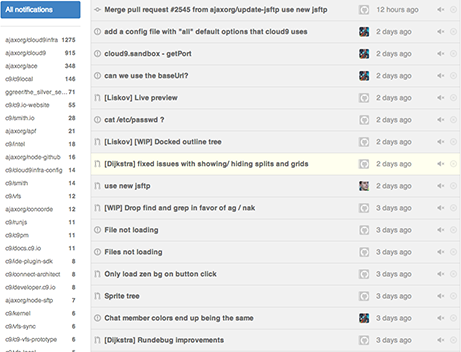 All notifications
ajaxorg/cloud9infra 1275
ajaxorg/cloud9 915
ajaxorg/ace 348
c9/c9local 146
ggreer/the_silver_se... 71
c9/c9.io-website 55
c9/smith.io 28
ajaxorg/apf 21
c9/intel 18
ajaxorg/node-github 16
c9/cloud9infra-config 14
c9/smith 14
c9/vfs 12
ajaxorg/concorde 12
c9/runjs 11
c9/c9pm 11
c9/docs.c9.io 11
c9/ide-plugin-sdk 8
c9/connect-architect 8
c9/developer.c9.io 8
ajaxorg/node-sftp 7
c9/kernel 6
c9/vfs-sync 6
c9/c9-vfs-prototype 6
Merge pull request #2545 from ajaxorg/update-jsftp use new jsftp 12 hours ago
add a config file with "all" default options that cloud9 uses 2 days ago
cloud9.sandbox - getPort 2 days ago
can we use the baseUrl? 2 days ago
[Liskov] Live preview 2 days ago
cat /etc/passwd ? 2 days ago
[Liskov] [WIP] Docked outline tree 2 days ago
[Dijkstra] fixed issues with showing/ hiding splits and grids 2 days ago
use new jsftp 2 days ago
[WIP] Drop find and grep in favor of ag / nak 3 days ago
File not loading 3 days ago
Files not loading 3 days ago
Only load zen bg on button click 3 days ago
Sprite tree 3 days ago
Chat member colors end up being the same 3 days ago
[Dijkstra] Rundebug improvements 3 days ago